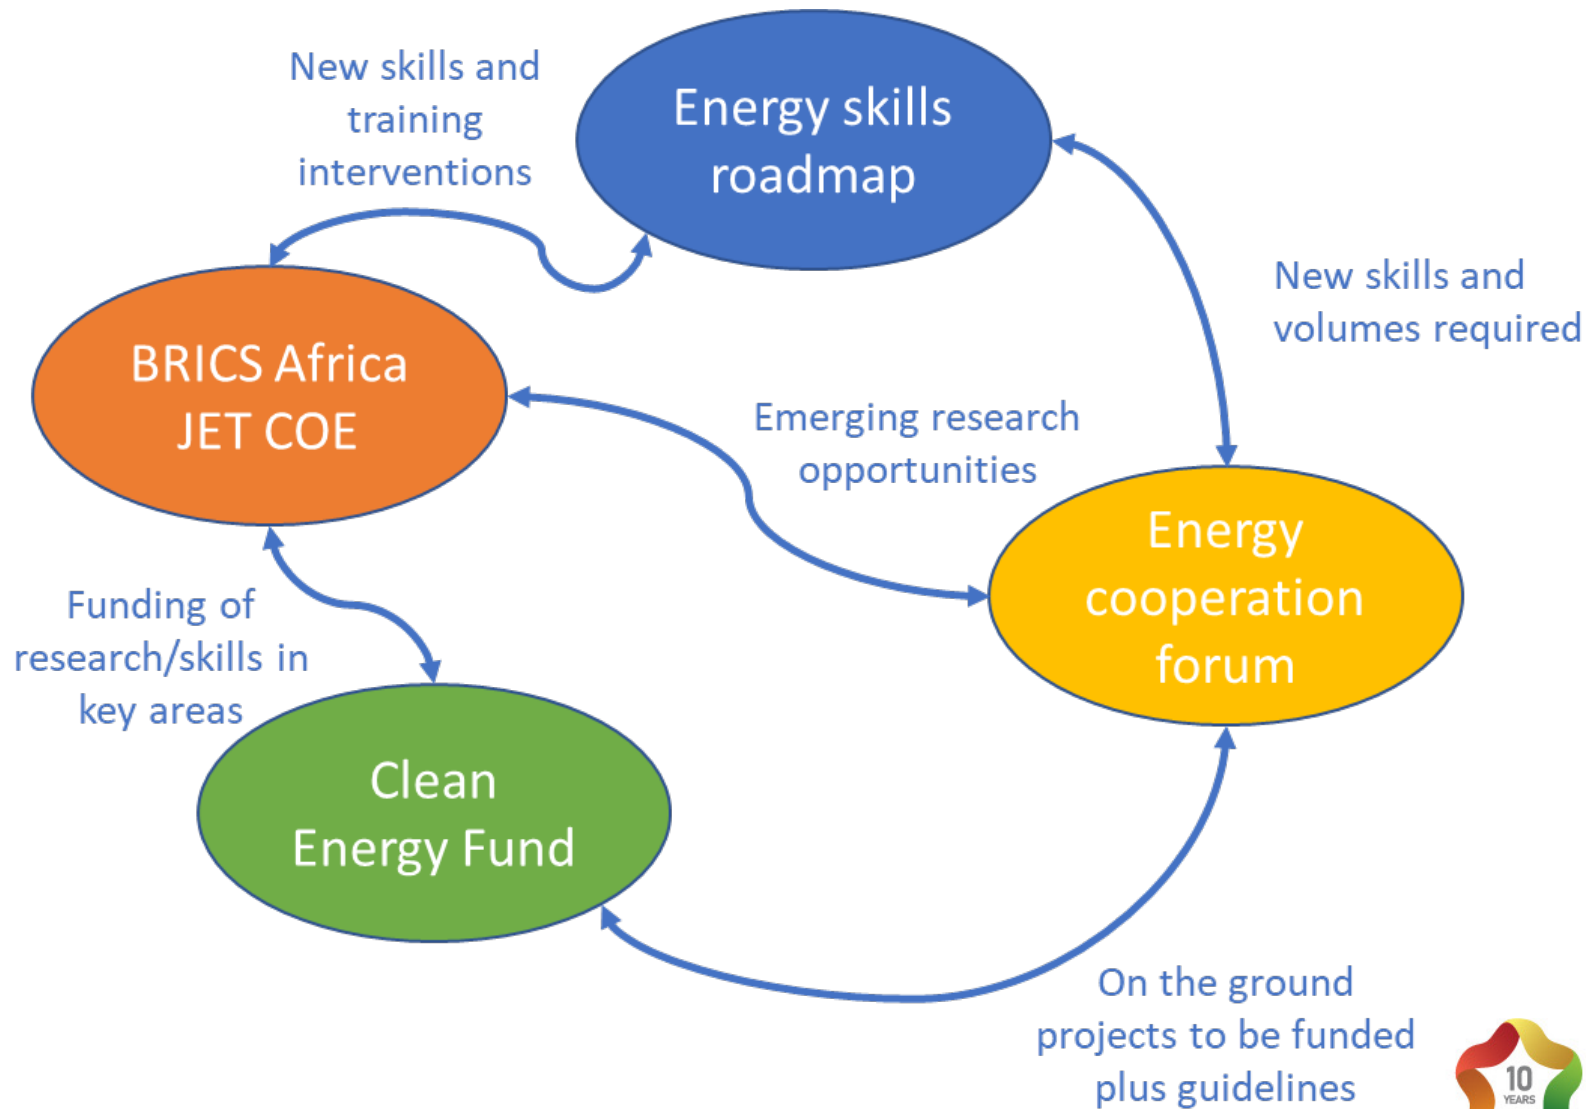 New skills and
training
interventions
Energy skills
roadmap
New skills and
volumes required
BRICS Africa
JET COE
Emerging research
opportunities
Energy
cooperation
forum
Funding of
research/skills in
key areas
Clean
Energy Fund
On the ground
projects to be funded
plus guidelines
10
YEARS